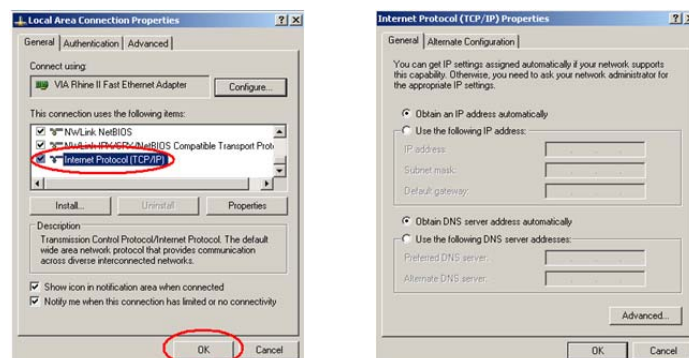 Local Area Connection Properties
General Authentication Advanced
Connect using:
VIA Rhine II Fast Ethernet Adapter Configure...
This connection uses the following items:
NWLink NetBIOS
NWLink IPX/SPX/NetBIOS Compatible Transport Prot
Internet Protocol (TCP/IP)
Install... Uninstall Properties
Description
Transmission Control Protocol/Internet Protocol. The default
wide area network protocol that provides communication
across diverse interconnected networks.
Show icon in notification area when connected
Notify me when this connection has limited or no connectivity
OK Cancel
Internet Protocol (TCP/IP) Properties
General Alternate Configuration
You can get IP settings assigned automatically if your network supports
this capability. Otherwise, you need to ask your network administrator for
the appropriate IP settings.
Obtain an IP address automatically
Use the following IP address:
IP address:
Subnet mask:
Default gateway:
Obtain DNS server address automatically
Use the following DNS server addresses:
Preferred DNS server:
Alternate DNS server:
Advanced...
OK Cancel